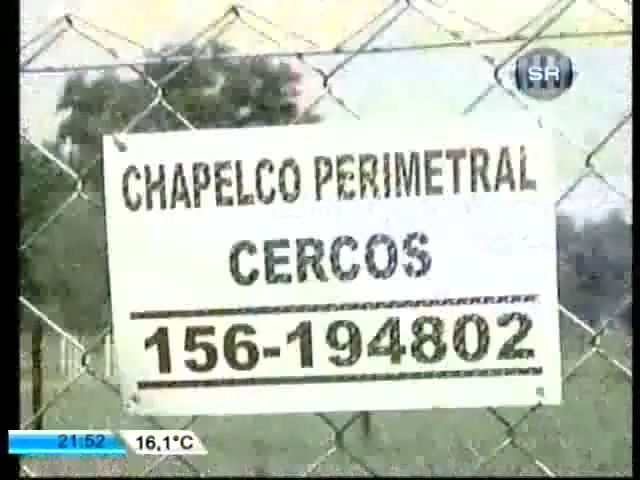 SR
CHAPELCO PERIMETRAL
CERCOS
156-194802
21:52 16,1°C